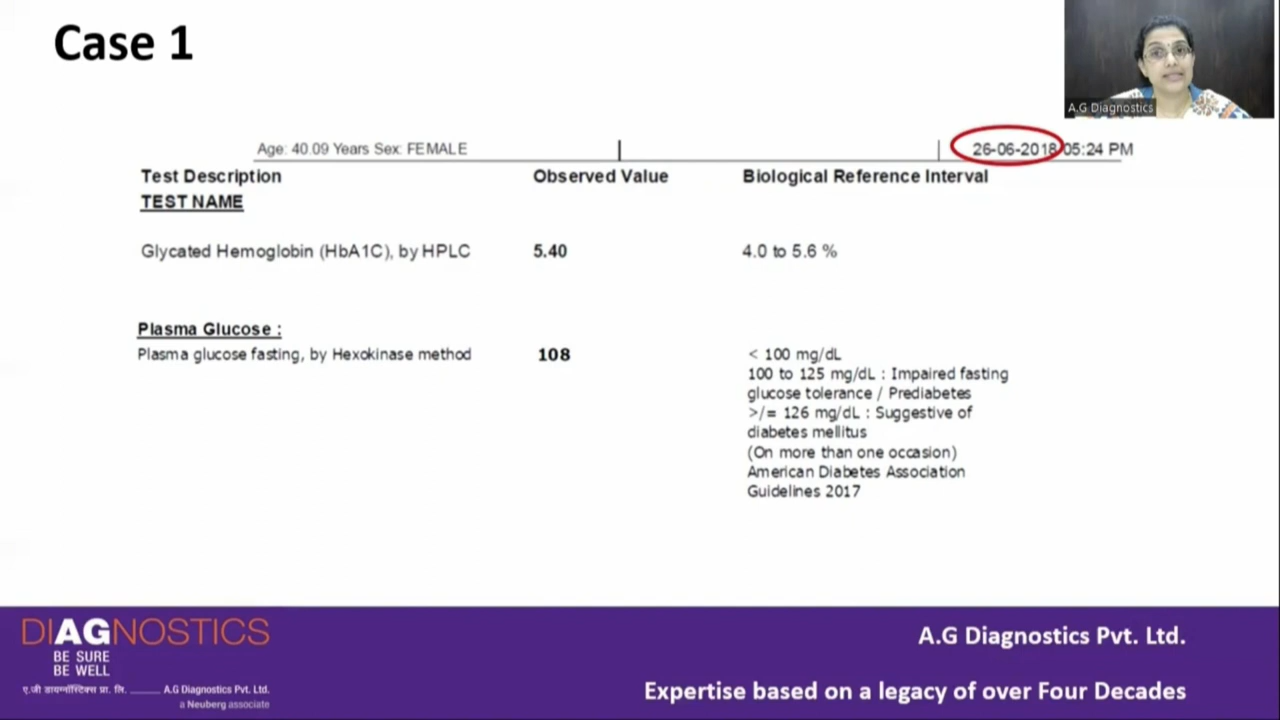 Case 1
A.G Diagnostics
Age: 40.09 Years Sex: FEMALE
26-06-2018 05:24 PM
Test Description Observed Value Biological Reference Interval
TEST NAME
Glycated Hemoglobin (HbA1C), by HPLC 5.40 4.0 to 5.6 %
Plasma Glucose :
Plasma glucose fasting, by Hexokinase method 108 < 100 mg/dL
100 to 125 mg/dL : Impaired fasting
glucose tolerance / Prediabetes
>/= 126 mg/dL : Suggestive of
diabetes mellitus
(On more than one occasion)
American Diabetes Association
Guidelines 2017
DIAGNOSTICS
BE SURE
BE WELL
ए.जी डायग्नॉस्टिक्स प्रा. लि. A.G Diagnostics Pvt. Ltd.
a Neuberg associate
A.G Diagnostics Pvt. Ltd.
Expertise based on a legacy of over Four Decades